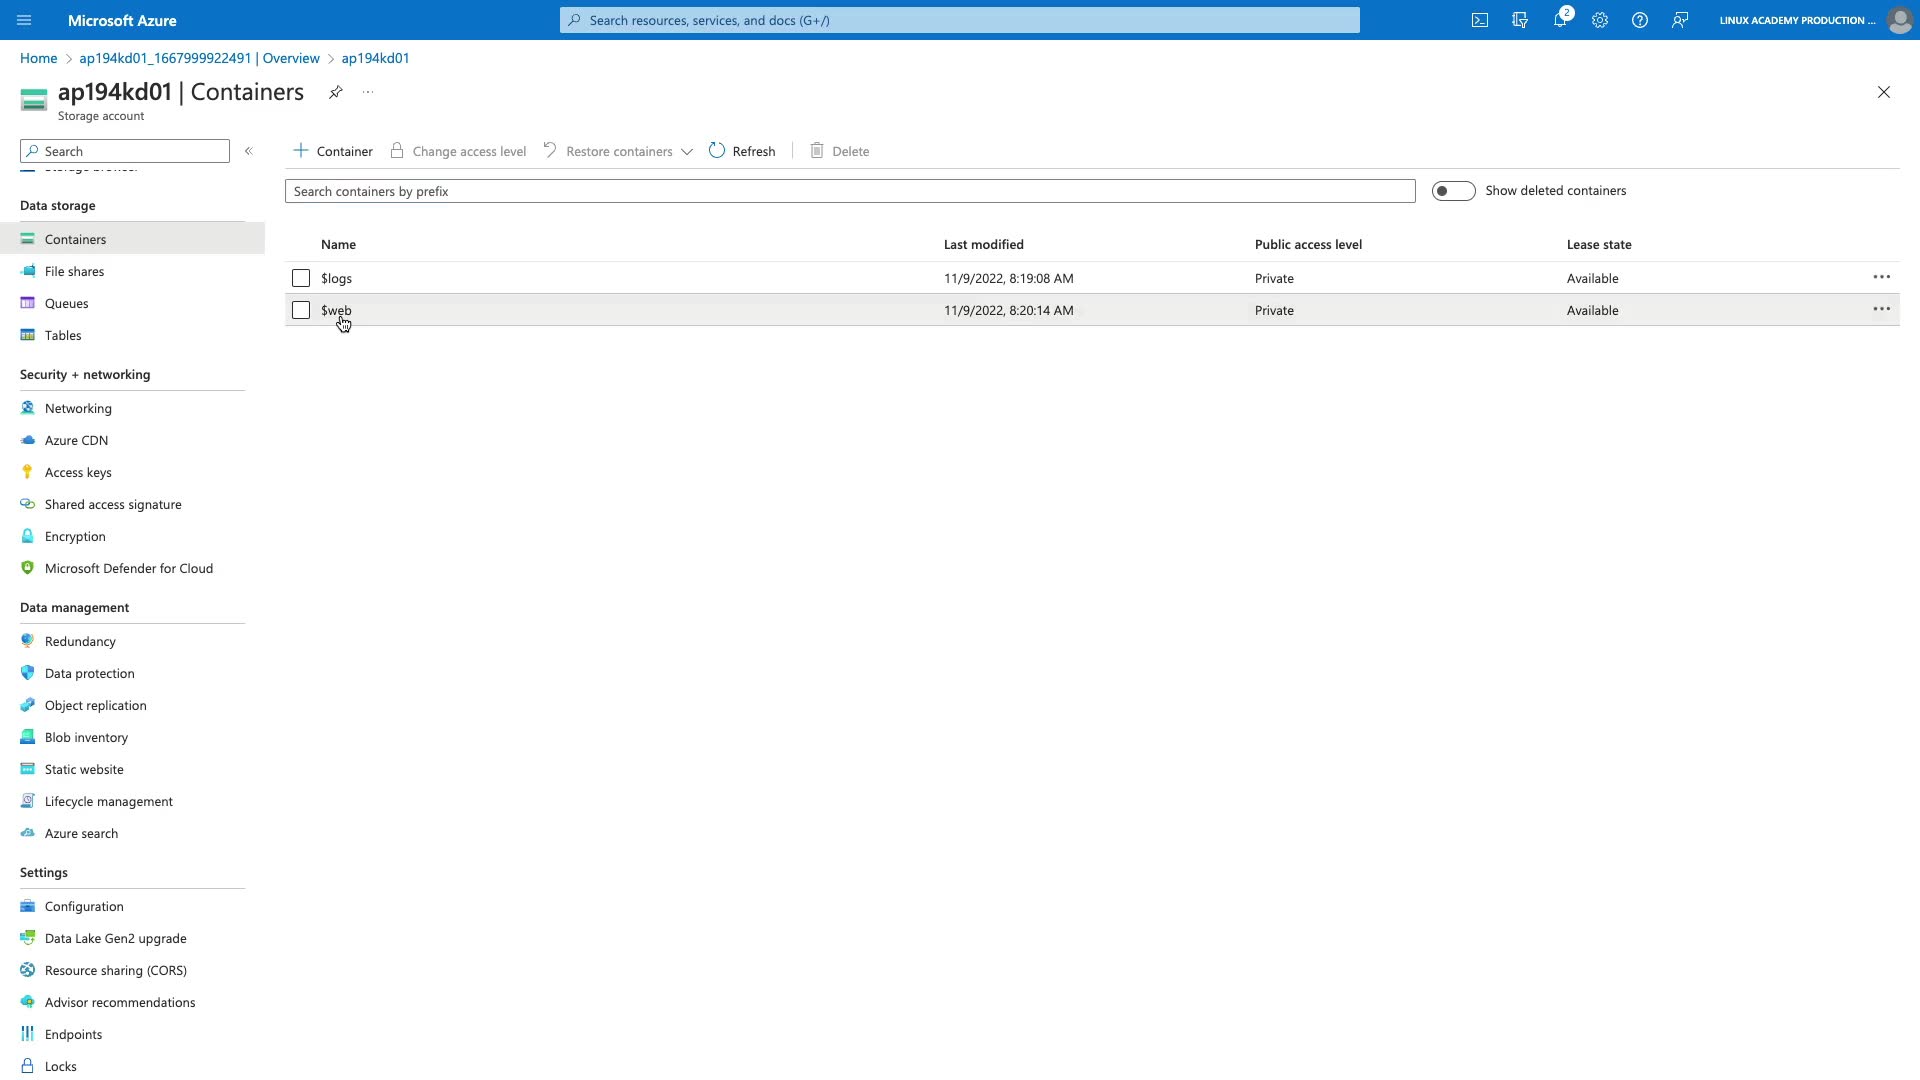 Microsoft Azure
Search resources, services, and docs (G+/)
2
LINUX ACADEMY PRODUCTION ...
Home > ap194kd01_1667999922491 | Overview > ap194kd01
ap194kd01 | Containers
Storage account
Search
Container
Change access level
Restore containers
Refresh
Delete
Search containers by prefix
Show deleted containers
Storage browser
Data storage
Containers
File shares
Queues
Tables
Security + networking
Networking
Azure CDN
Access keys
Shared access signature
Encryption
Microsoft Defender for Cloud
Data management
Redundancy
Data protection
Object replication
Blob inventory
Static website
Lifecycle management
Azure search
Settings
Configuration
Data Lake Gen2 upgrade
Resource sharing (CORS)
Advisor recommendations
Endpoints
Locks
Name Last modified Public access level Lease state
$logs 11/9/2022, 8:19:08 AM Private Available
$web 11/9/2022, 8:20:14 AM Private Available